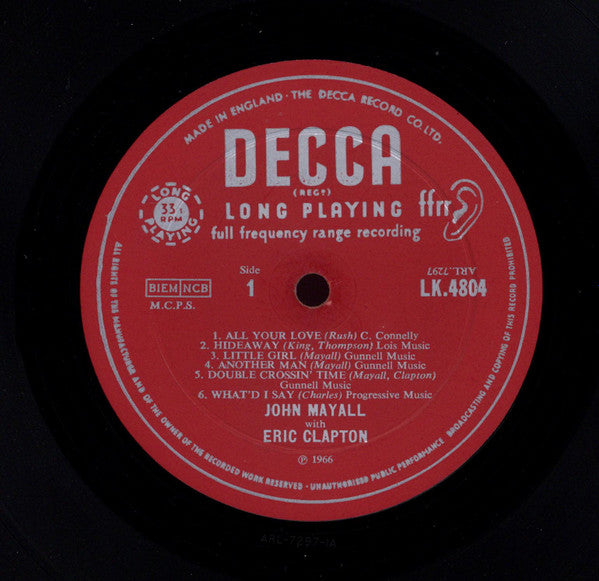 MADE IN ENGLAND · THE DECCA RECORD CO. LTD.
DECCA
(REGD)
LONG PLAYING ffrr
full frequency range recording
LONG PLAYING
33⅓
RPM
Side
1
ARL.7297
BIEM NCB
M.C.P.S.
LK.4804
1. ALL YOUR LOVE (Rush) C. Connelly
2. HIDEAWAY (King, Thompson) Lois Music
3. LITTLE GIRL (Mayall) Gunnell Music
4. ANOTHER MAN (Mayall) Gunnell Music
5. DOUBLE CROSSIN' TIME (Mayall, Clapton)
Gunnell Music
6. WHAT'D I SAY (Charles) Progressive Music
JOHN MAYALL
with
ERIC CLAPTON
℗ 1966
ALL RIGHTS OF THE MANUFACTURER AND OF THE OWNER OF THE RECORDED WORK RESERVED · UNAUTHORISED PUBLIC PERFORMANCE BROADCASTING AND COPYING OF THIS RECORD PROHIBITED
ARL-7297-1A